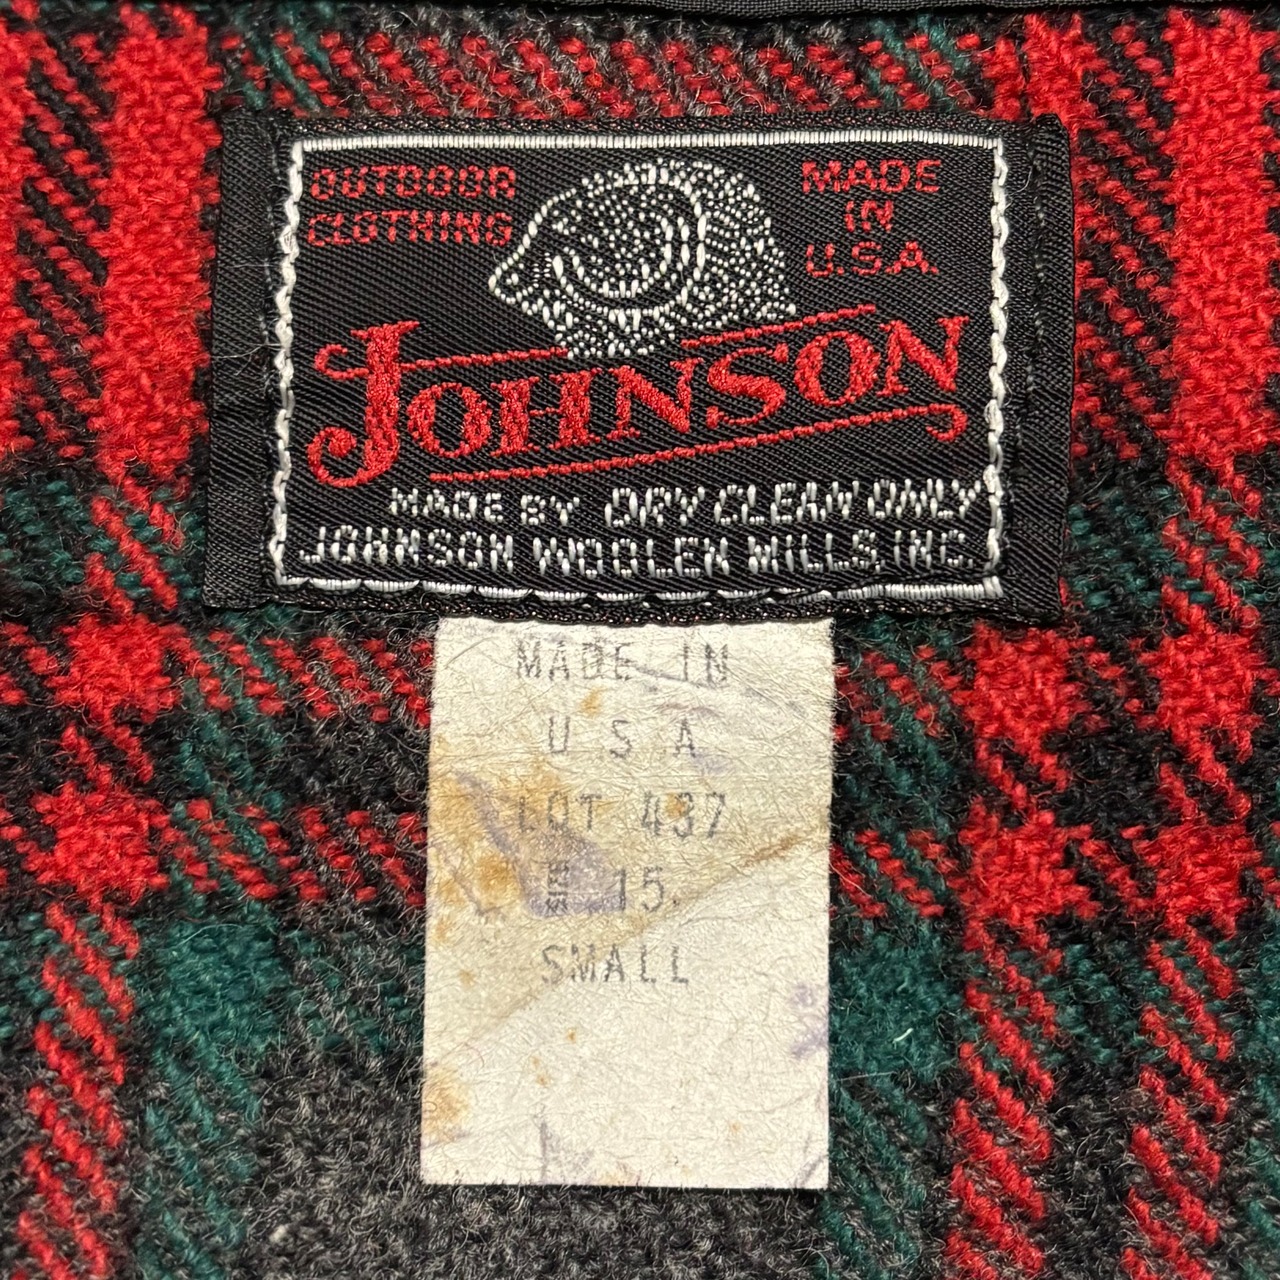 OUTDOOR
CLOTHING
MADE
IN
U.S.A.
JOHNSON
MADE BY DRY CLEAN ONLY
JOHNSON WOOLEN MILLS, INC.
MADE IN
U S A
LOT 437
# 15.
SMALL